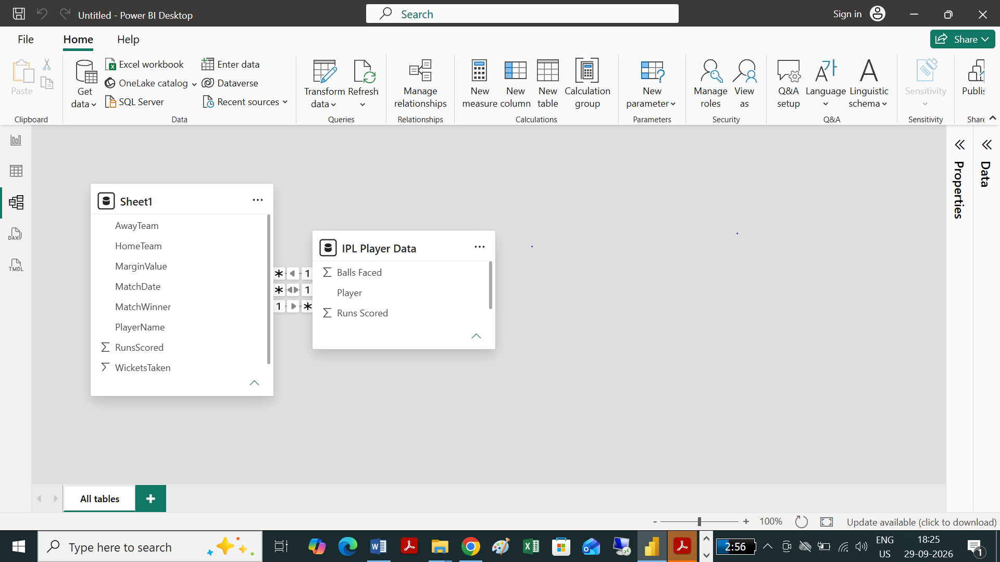 Untitled - Power BI Desktop
Search
Sign in
File
Home
Help
Share
Paste
Clipboard
Get
data
Excel workbook
OneLake catalog
SQL Server
Enter data
Dataverse
Recent sources
Data
Transform
data
Refresh
Queries
Manage
relationships
Relationships
New
measure
New
column
New
table
Calculation
group
Calculations
New
parameter
Parameters
Manage
roles
View
as
Security
Q&A
setup
Language
Linguistic
schema
Q&A
Sensitivity
Sensitivity
Publis
Share
DAX
TMDL
Sheet1
AwayTeam
HomeTeam
MarginValue
MatchDate
MatchWinner
PlayerName
Σ RunsScored
Σ WicketsTaken
* 1
* 1
1 *
IPL Player Data
Σ Balls Faced
Player
Σ Runs Scored
Properties
Data
All tables
+
- + 100%
Update available (click to download)
Type here to search
2:56
ENG
US
18:25
29-09-2026
1